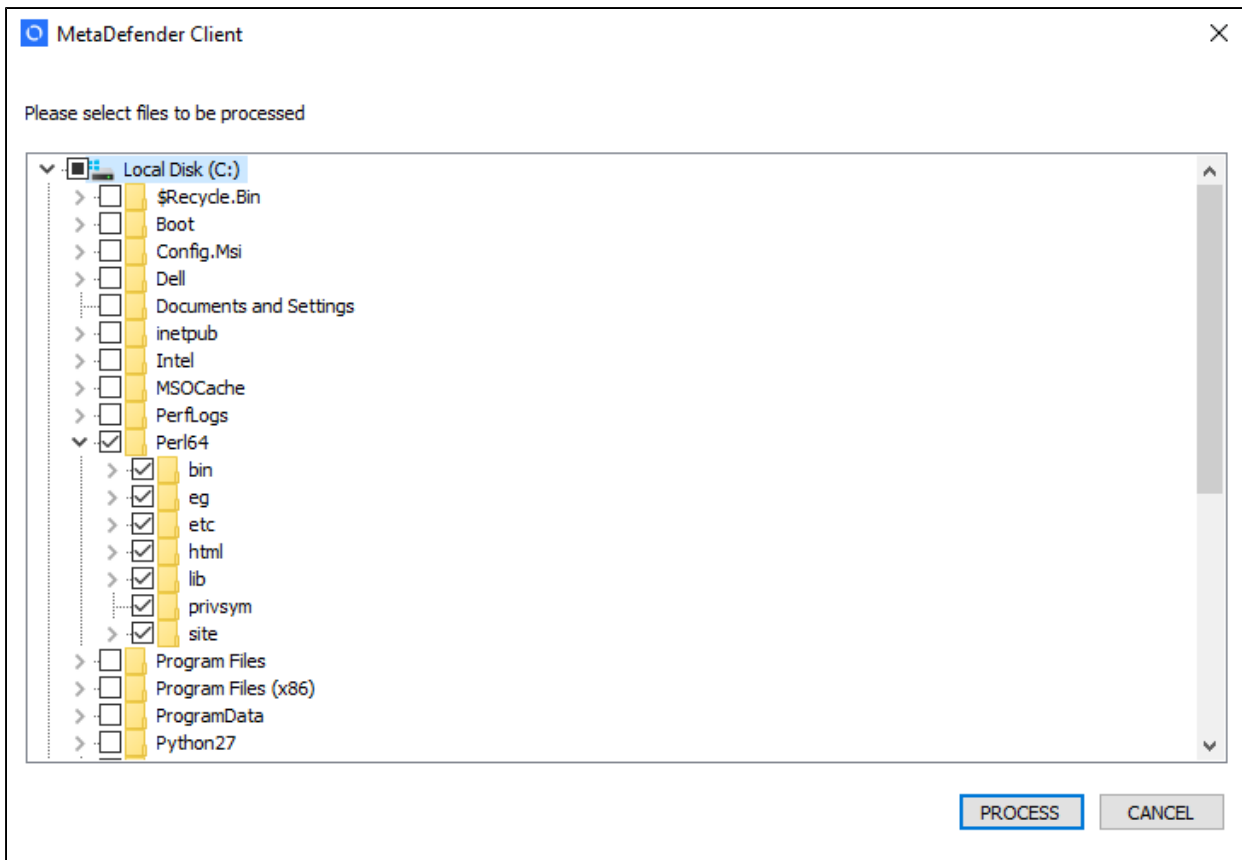 MetaDefender Client
Please select files to be processed
Local Disk (C:)
$Recycle.Bin
Boot
Config.Msi
Dell
Documents and Settings
inetpub
Intel
MSOCache
PerfLogs
Perl64
bin
eg
etc
html
lib
privsym
site
Program Files
Program Files (x86)
ProgramData
Python27
PROCESS CANCEL